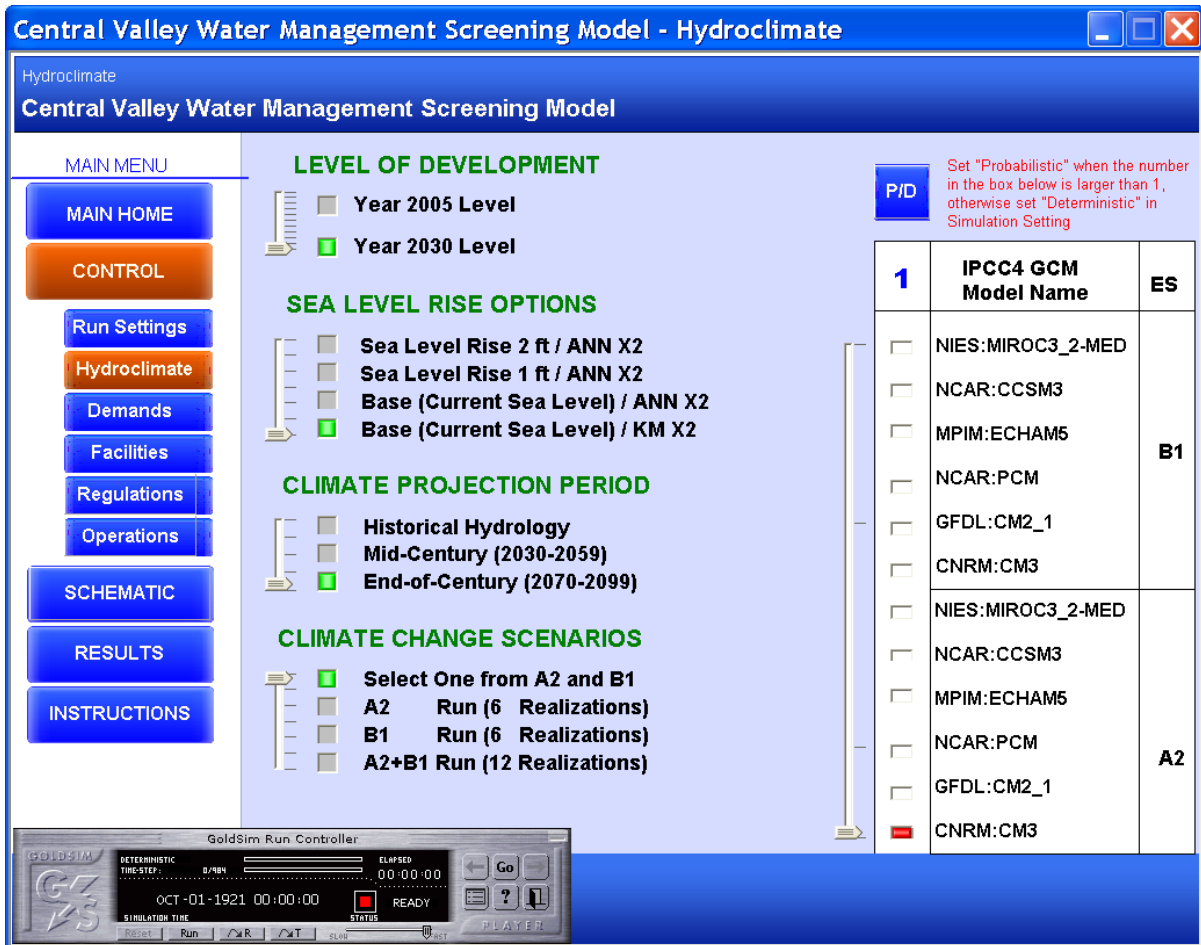 Central Valley Water Management Screening Model - Hydroclimate
Hydroclimate
Central Valley Water Management Screening Model
MAIN MENU
MAIN HOME
CONTROL
Run Settings
Hydroclimate
Demands
Facilities
Regulations
Operations
SCHEMATIC
RESULTS
INSTRUCTIONS
LEVEL OF DEVELOPMENT
Year 2005 Level
Year 2030 Level
SEA LEVEL RISE OPTIONS
Sea Level Rise 2 ft / ANN X2
Sea Level Rise 1 ft / ANN X2
Base (Current Sea Level) / ANN X2
Base (Current Sea Level) / KM X2
CLIMATE PROJECTION PERIOD
Historical Hydrology
Mid-Century (2030-2059)
End-of-Century (2070-2099)
CLIMATE CHANGE SCENARIOS
Select One from A2 and B1
A2 Run (6 Realizations)
B1 Run (6 Realizations)
A2+B1 Run (12 Realizations)
P/D
Set "Probabilistic" when the number
in the box below is larger than 1,
otherwise set "Deterministic" in
Simulation Setting
1
IPCC4 GCM
Model Name
ES
NIES:MIROC3_2-MED
NCAR:CCSM3
MPIM:ECHAM5
NCAR:PCM
GFDL:CM2_1
CNRM:CM3
B1
NIES:MIROC3_2-MED
NCAR:CCSM3
MPIM:ECHAM5
NCAR:PCM
GFDL:CM2_1
CNRM:CM3
A2
GoldSim Run Controller
GOLDSIM
DETERMINISTIC
TIME-STEP: 0/984
ELAPSED
00:00:00
OCT-01-1921 00:00:00
READY
SIMULATION TIME
STATUS
Reset
Run
R
T
SLOW
FAST
Go
?
PLAYER